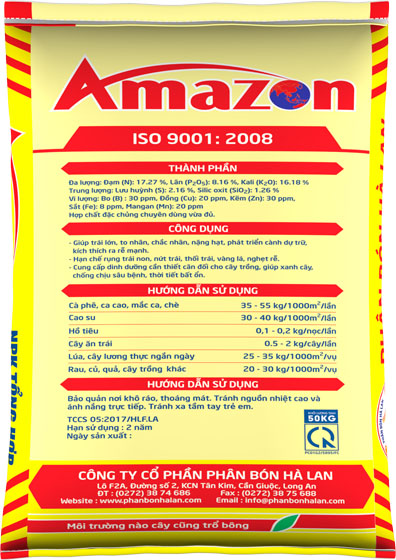 Amazon
ISO 9001: 2008
THÀNH PHẦN
Đa lượng: Đạm (N): 17.27 %, Lân (P₂O₅): 8.16 %, Kali (K₂O): 16.18 %
Trung lượng: Lưu huỳnh (S): 2.16 %, Silic oxit (SiO₂): 1.26 %
Vi lượng: Bo (B) : 30 ppm, Đồng (Cu): 20 ppm, Kẽm (Zn): 30 ppm,
Sắt (Fe): 8 ppm, Mangan (Mn): 20 ppm
Hợp chất đặc chủng chuyên dùng vừa đủ.
CÔNG DỤNG
- Giúp trái lớn, to nhân, chắc nhân, nặng hạt, phát triển cành dự trữ,
kích thích ra rễ mạnh.
- Hạn chế rụng trái non, nứt trái, thối trái, vàng lá, nghẹt rễ.
- Cung cấp dinh dưỡng cần thiết cân đối cho cây trồng, giúp xanh cây,
chống chịu sâu bệnh, thời tiết bất ổn.
HƯỚNG DẪN SỬ DỤNG
Cà phê, ca cao, mắc ca, chè 35 - 55 kg/1000m²/lần
Cao su 30 - 40 kg/1000m²/lần
Hồ tiêu 0,1 - 0,2 kg/nọc/lần
Cây ăn trái 0.5 - 2 kg/cây/lần
Lúa, cây lương thực ngắn ngày 25 - 35 kg/1000m²/vụ
Rau, củ, quả, cây trồng khác 20 - 30 kg/1000m²/vụ
HƯỚNG DẪN SỬ DỤNG
Bảo quản nơi khô ráo, thoáng mát. Tránh nguồn nhiệt cao và
ánh nắng trực tiếp. Tránh xa tầm tay trẻ em.
TCCS 05:2017/HLF.LA
Hạn sử dụng : 2 năm
Ngày sản xuất :
50KG
CÔNG TY CỔ PHẦN PHÂN BÓN HÀ LAN
Lô F2A, Đường số 2, KCN Tân Kim, Cần Giuộc, Long An
ĐT : (0272) 38 74 686 Fax : (0272) 38 75 688
Website : www.phanbonhalan.com Email : info@phanbonhalan.com
Môi trường nào cây cũng trổ bông
NPK TỔNG HỢP
PHÂN BÓN HÀ LAN